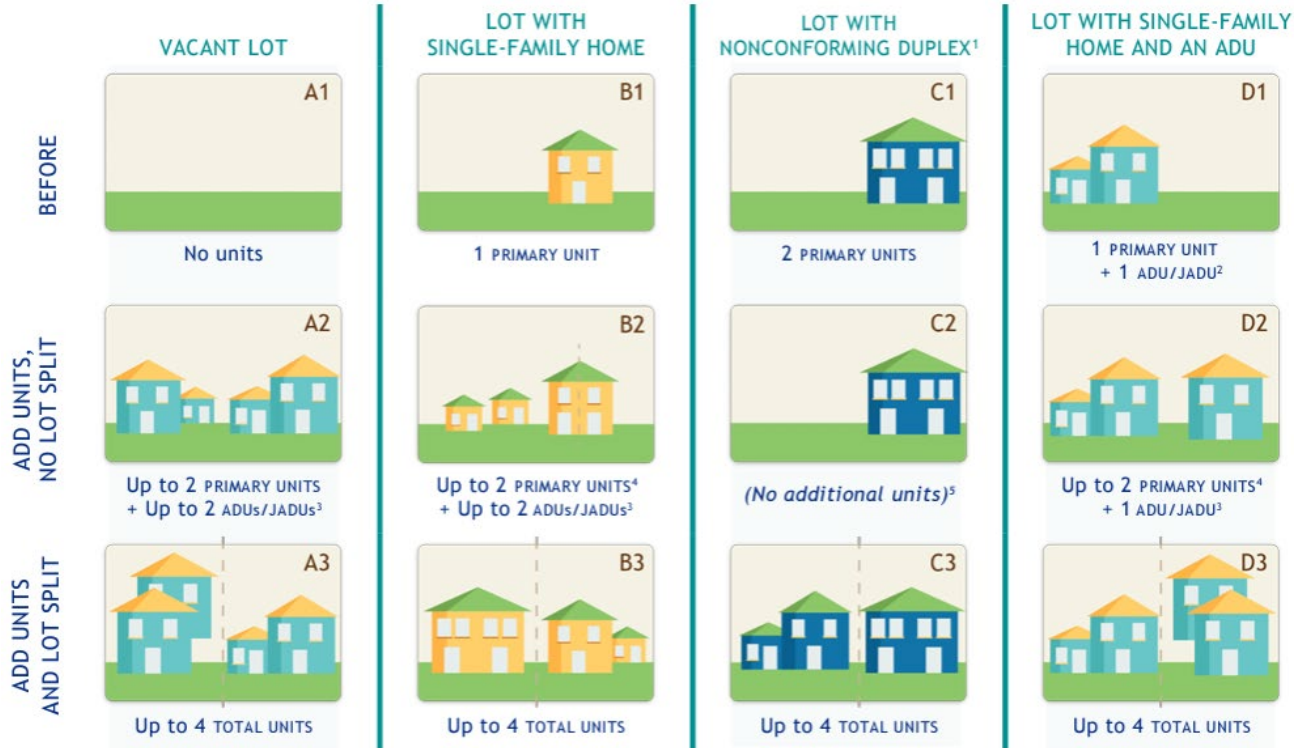 VACANT LOT
LOT WITH
SINGLE-FAMILY HOME
LOT WITH
NONCONFORMING DUPLEX¹
LOT WITH SINGLE-FAMILY
HOME AND AN ADU
BEFORE
A1
B1
C1
D1
No units
1 PRIMARY UNIT
2 PRIMARY UNITS
1 PRIMARY UNIT
+ 1 ADU/JADU²
ADD UNITS,
NO LOT SPLIT
A2
B2
C2
D2
Up to 2 PRIMARY UNITS
+ Up to 2 ADUs/JADUs³
Up to 2 PRIMARY UNITS⁴
+ Up to 2 ADUs/JADUs³
(No additional units)⁵
Up to 2 PRIMARY UNITS⁴
+ 1 ADU/JADU³
ADD UNITS
AND LOT SPLIT
A3
B3
C3
D3
Up to 4 TOTAL UNITS
Up to 4 TOTAL UNITS
Up to 4 TOTAL UNITS
Up to 4 TOTAL UNITS